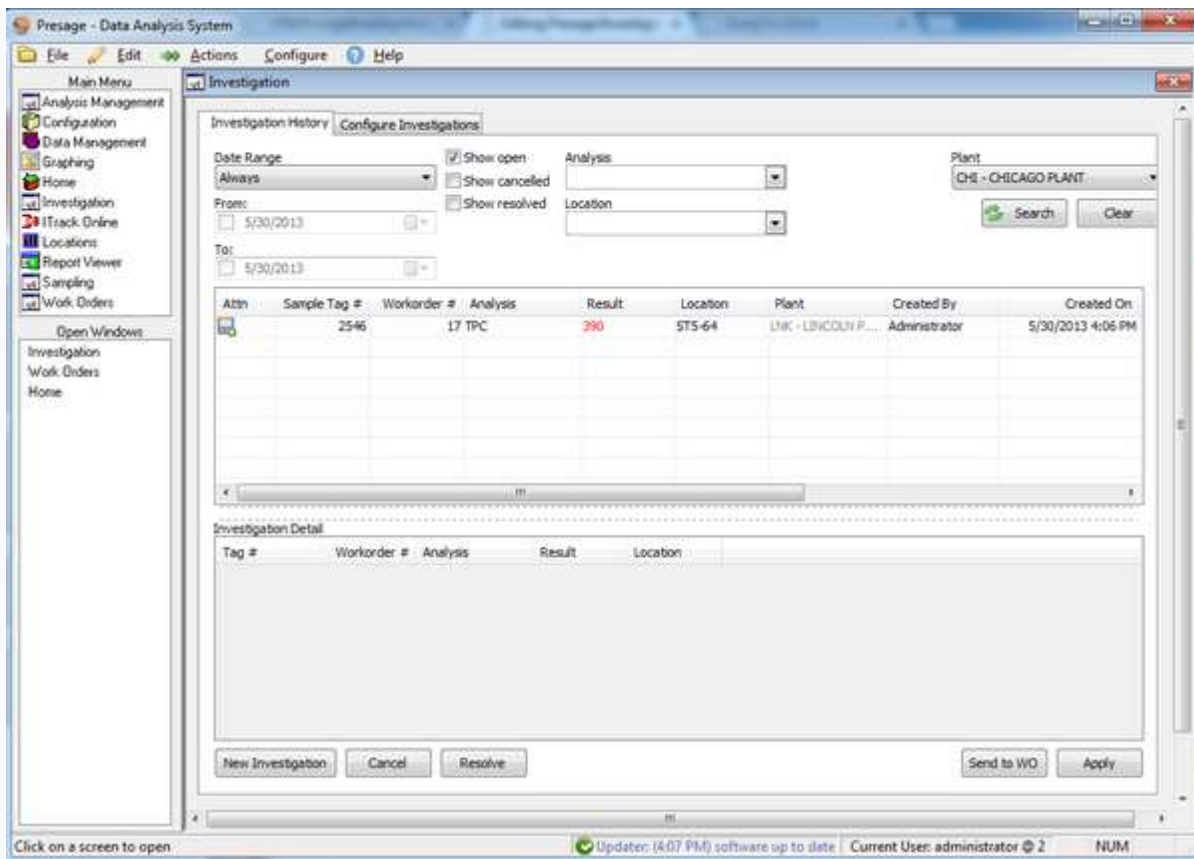 Presage - Data Analysis System
File Edit Actions Configure Help
Main Menu
Analysis Management
Configuration
Data Management
Graphing
Home
Investigation
ITrack Online
Locations
Report Viewer
Sampling
Work Orders
Open Windows
Investigation
Work Orders
Home
Investigation
Investigation History Configure Investigations
Date Range
Always
From:
5/30/2013
To:
5/30/2013
Show open
Show cancelled
Show resolved
Analysis
Location
Plant
CHI - CHICAGO PLANT
Search Clear
Attn Sample Tag # Workorder # Analysis Result Location Plant Created By Created On
2546 17 TPC 390 STS-64 LNK - LINCOLN P... Administrator 5/30/2013 4:06 PM
Investigation Detail
Tag # Workorder # Analysis Result Location
New Investigation Cancel Resolve Send to WO Apply
Click on a screen to open Updater: (4:07 PM) software up to date Current User: administrator @ 2 NUM